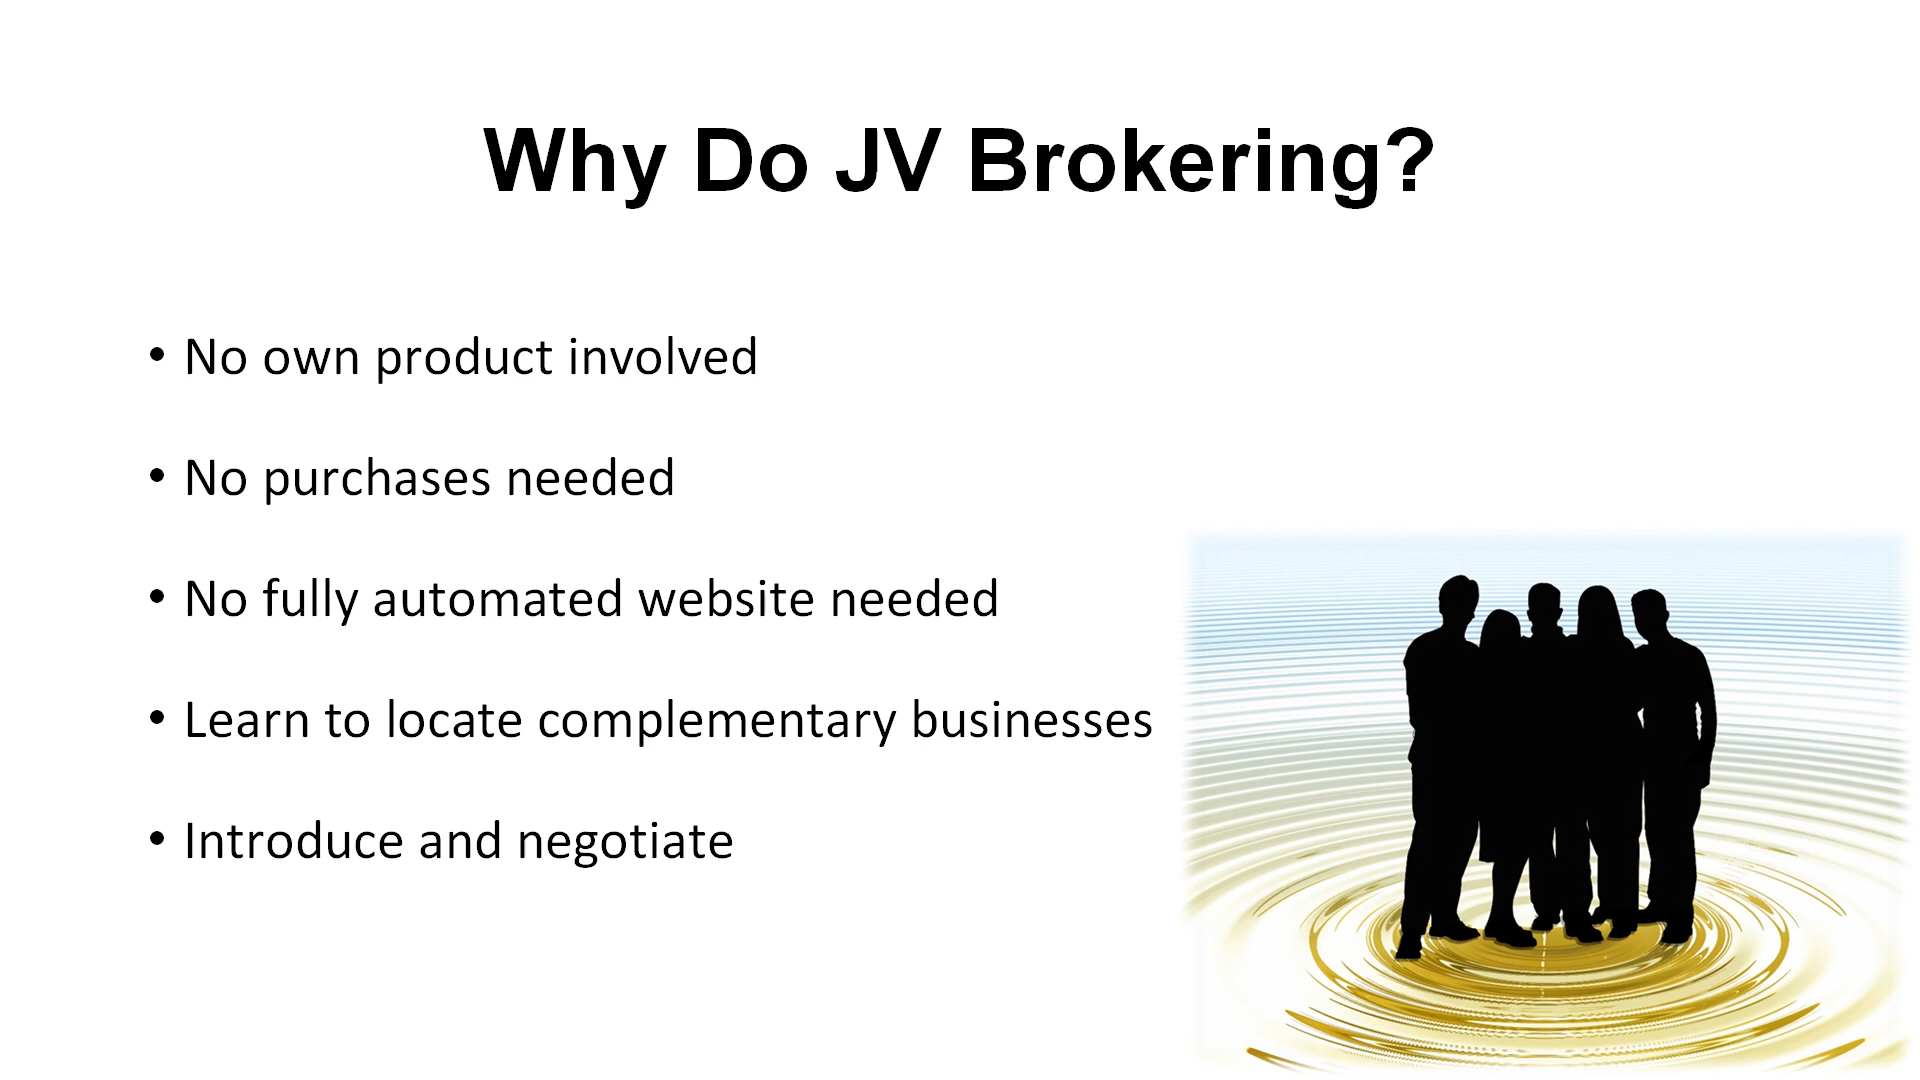 Why Do JV Brokering?
• No own product involved
• No purchases needed
• No fully automated website needed
• Learn to locate complementary businesses
• Introduce and negotiate